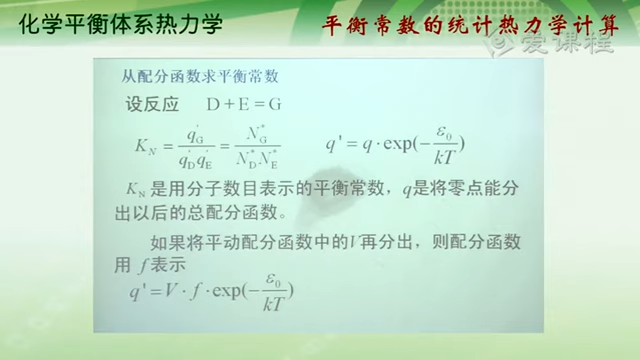 化学平衡体系热力学
平衡常数的统计热力学计算
爱课程
从配分函数求平衡常数
设反应 D + E = G
K_N = q'_G / (q'_D q'_E) = N*_G / (N*_D N*_E)    q' = q · exp(-ε₀/kT)
K_N 是用分子数目表示的平衡常数，q是将零点能分
出以后的总配分函数。
如果将平动配分函数中的V再分出，则配分函数
用 f 表示
q' = V · f · exp(-ε₀/kT)